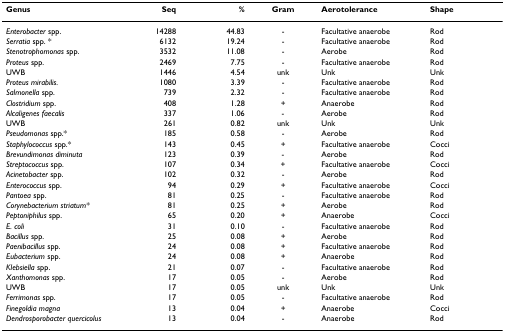 Genus Seq % Gram Aerotolerance Shape
Enterobacter spp. 14288 44.83 - Facultative anaerobe Rod
Serratia spp. * 6132 19.24 - Facultative anaerobe Rod
Stenotrophomonas spp. 3532 11.08 - Aerobe Rod
Proteus spp. 2469 7.75 - Facultative anaerobe Rod
UWB 1446 4.54 unk Unk Unk
Proteus mirabilis. 1080 3.39 - Facultative anaerobe Rod
Salmonella spp. 739 2.32 - Facultative anaerobe Rod
Clostridium spp. 408 1.28 + Anaerobe Rod
Alcaligenes faecalis 337 1.06 - Aerobe Rod
UWB 261 0.82 unk Unk Unk
Pseudomonas spp.* 185 0.58 - Aerobe Rod
Staphylococcus spp.* 143 0.45 + Facultative anaerobe Cocci
Brevundimonas diminuta 123 0.39 - Aerobe Rod
Streptococcus spp. 107 0.34 + Facultative anaerobe Cocci
Acinetobacter spp. 102 0.32 - Aerobe Rod
Enterococcus spp. 94 0.29 + Facultative anaerobe Cocci
Pantoea spp. 81 0.25 - Facultative anaerobe Rod
Corynebacterium striatum* 81 0.25 + Aerobe Rod
Peptoniphilus spp. 65 0.20 + Anaerobe Cocci
E. coli 31 0.10 - Facultative anaerobe Rod
Bacillus spp. 25 0.08 + Aerobe Rod
Paenibacillus spp. 24 0.08 + Facultative anaerobe Rod
Eubacterium spp. 24 0.08 + Anaerobe Rod
Klebsiella spp. 21 0.07 - Facultative anaerobe Rod
Xanthomonas spp. 17 0.05 - Aerobe Rod
UWB 17 0.05 unk Unk Unk
Ferrimonas spp. 17 0.05 - Facultative anaerobe Rod
Finegoldia magna 13 0.04 + Anaerobe Cocci
Dendrosporobacter quercicolus 13 0.04 - Anaerobe Rod